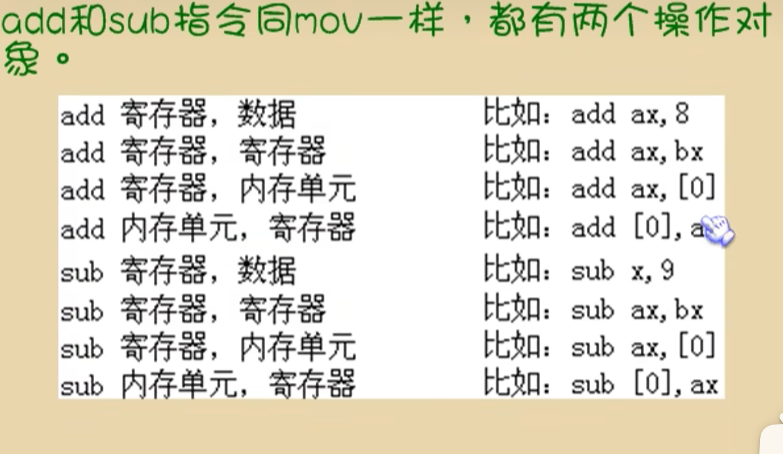 add和sub指令同mov一样，都有两个操作对
象。
add 寄存器，数据 比如：add ax,8
add 寄存器，寄存器 比如：add ax,bx
add 寄存器，内存单元 比如：add ax,[0]
add 内存单元，寄存器 比如：add [0],a
sub 寄存器，数据 比如：sub x,9
sub 寄存器，寄存器 比如：sub ax,bx
sub 寄存器，内存单元 比如：sub ax,[0]
sub 内存单元，寄存器 比如：sub [0],ax